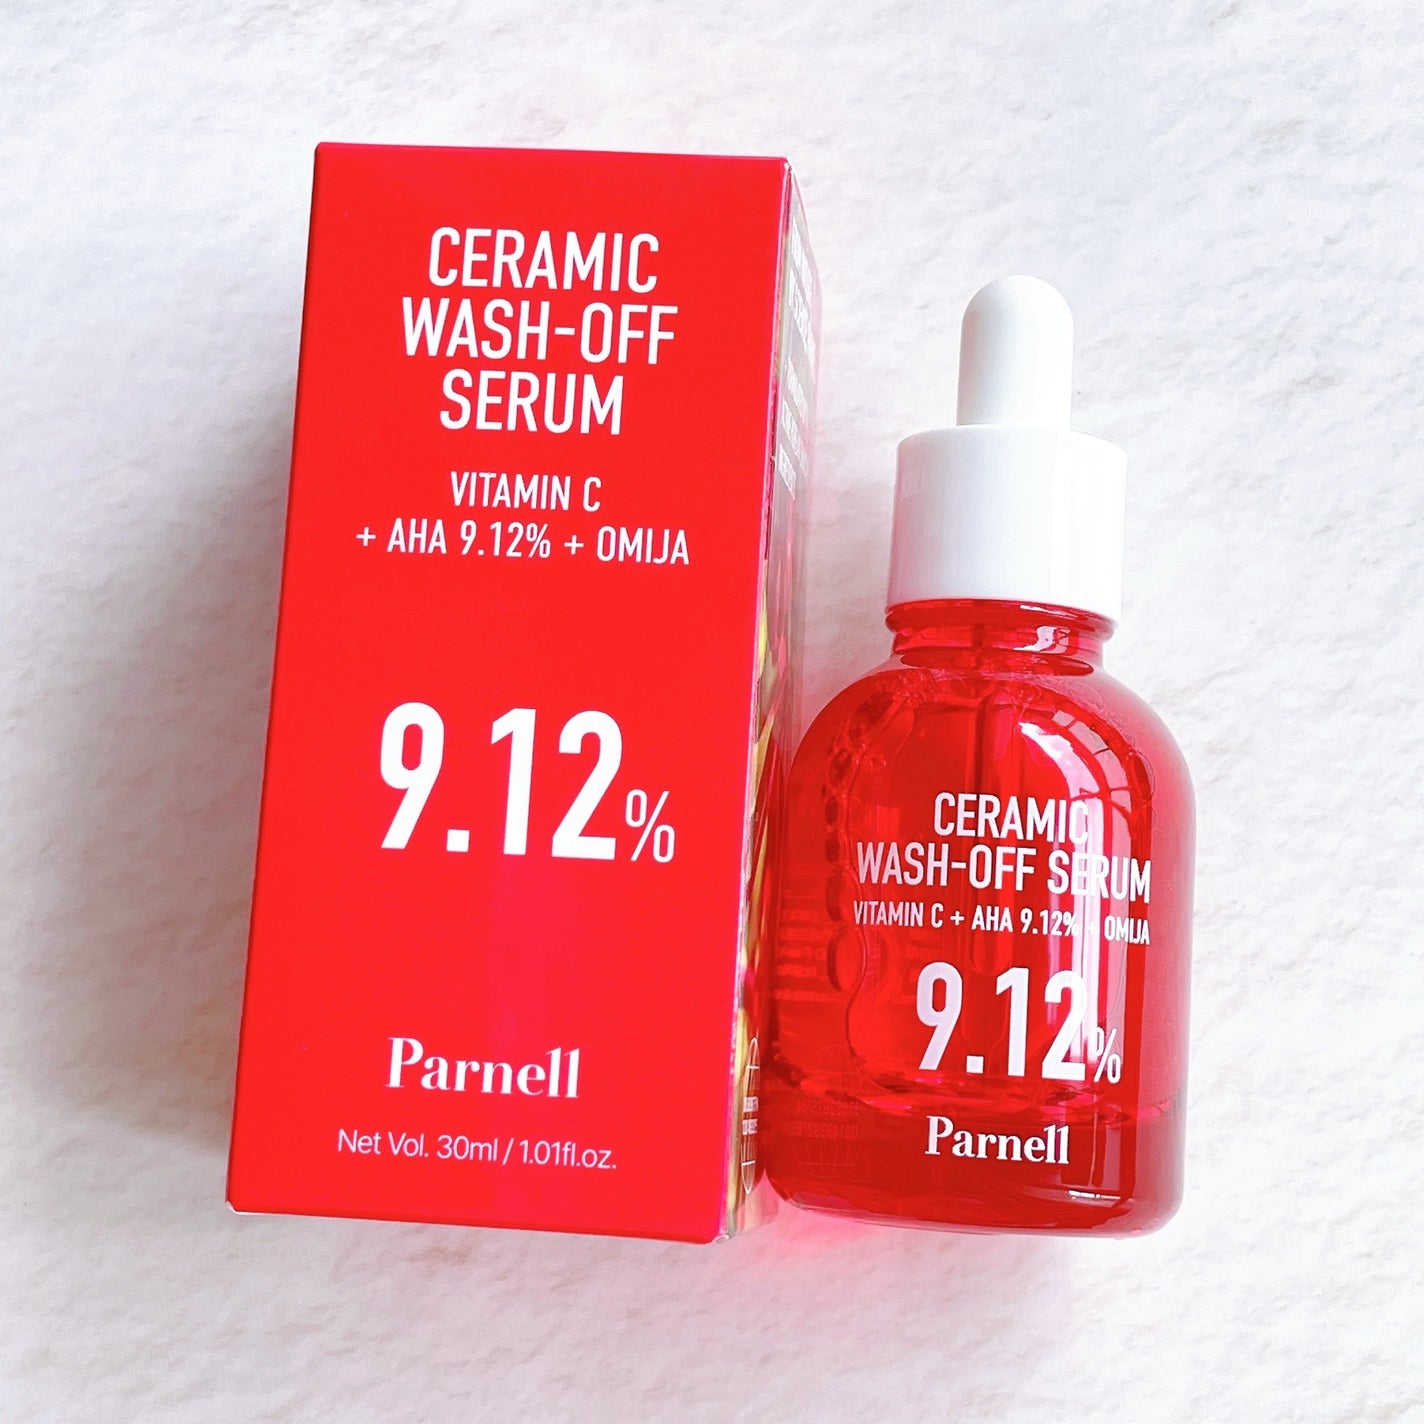 CERAMIC
WASH-OFF
SERUM
VITAMIN C
+ AHA 9.12% + OMIJA
9.12%
Parnell
Net Vol. 30ml / 1.01fl.oz.
CERAMIC
WASH-OFF SERUM
VITAMIN C + AHA 9.12% + OMIJA
9.12%
Parnell